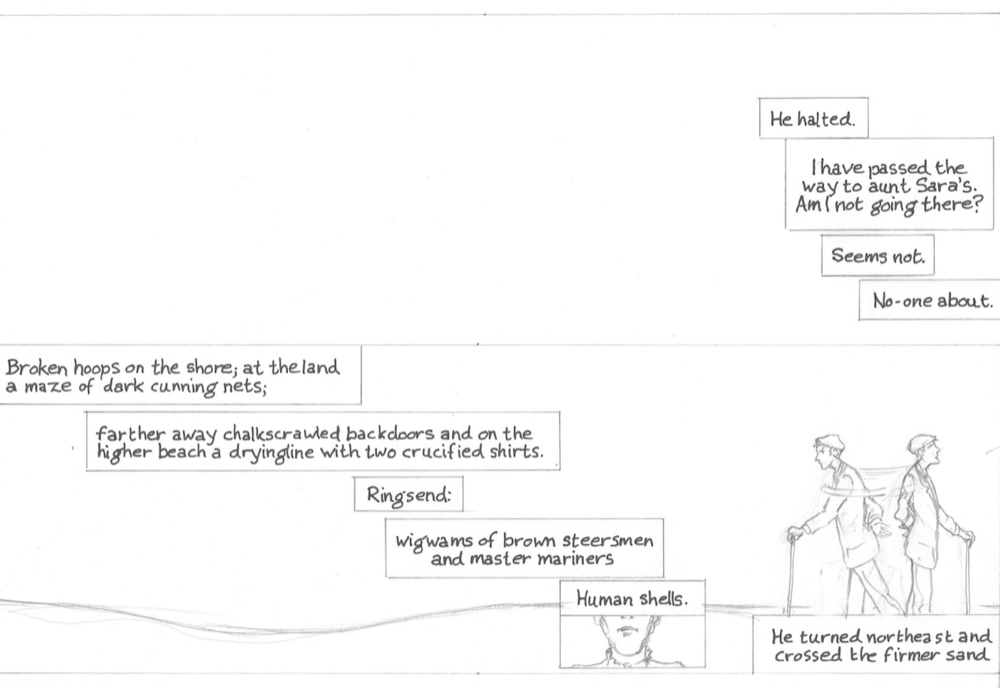 He halted.
I have passed the
way to aunt Sara's.
Am I not going there?
Seems not.
No-one about.
Broken hoops on the shore; at the land
a maze of dark cunning nets;
farther away chalkscrawled backdoors and on the
higher beach a dryingline with two crucified shirts.
Ringsend:
wigwams of brown steersmen
and master mariners
Human shells.
He turned northeast and
crossed the firmer sand